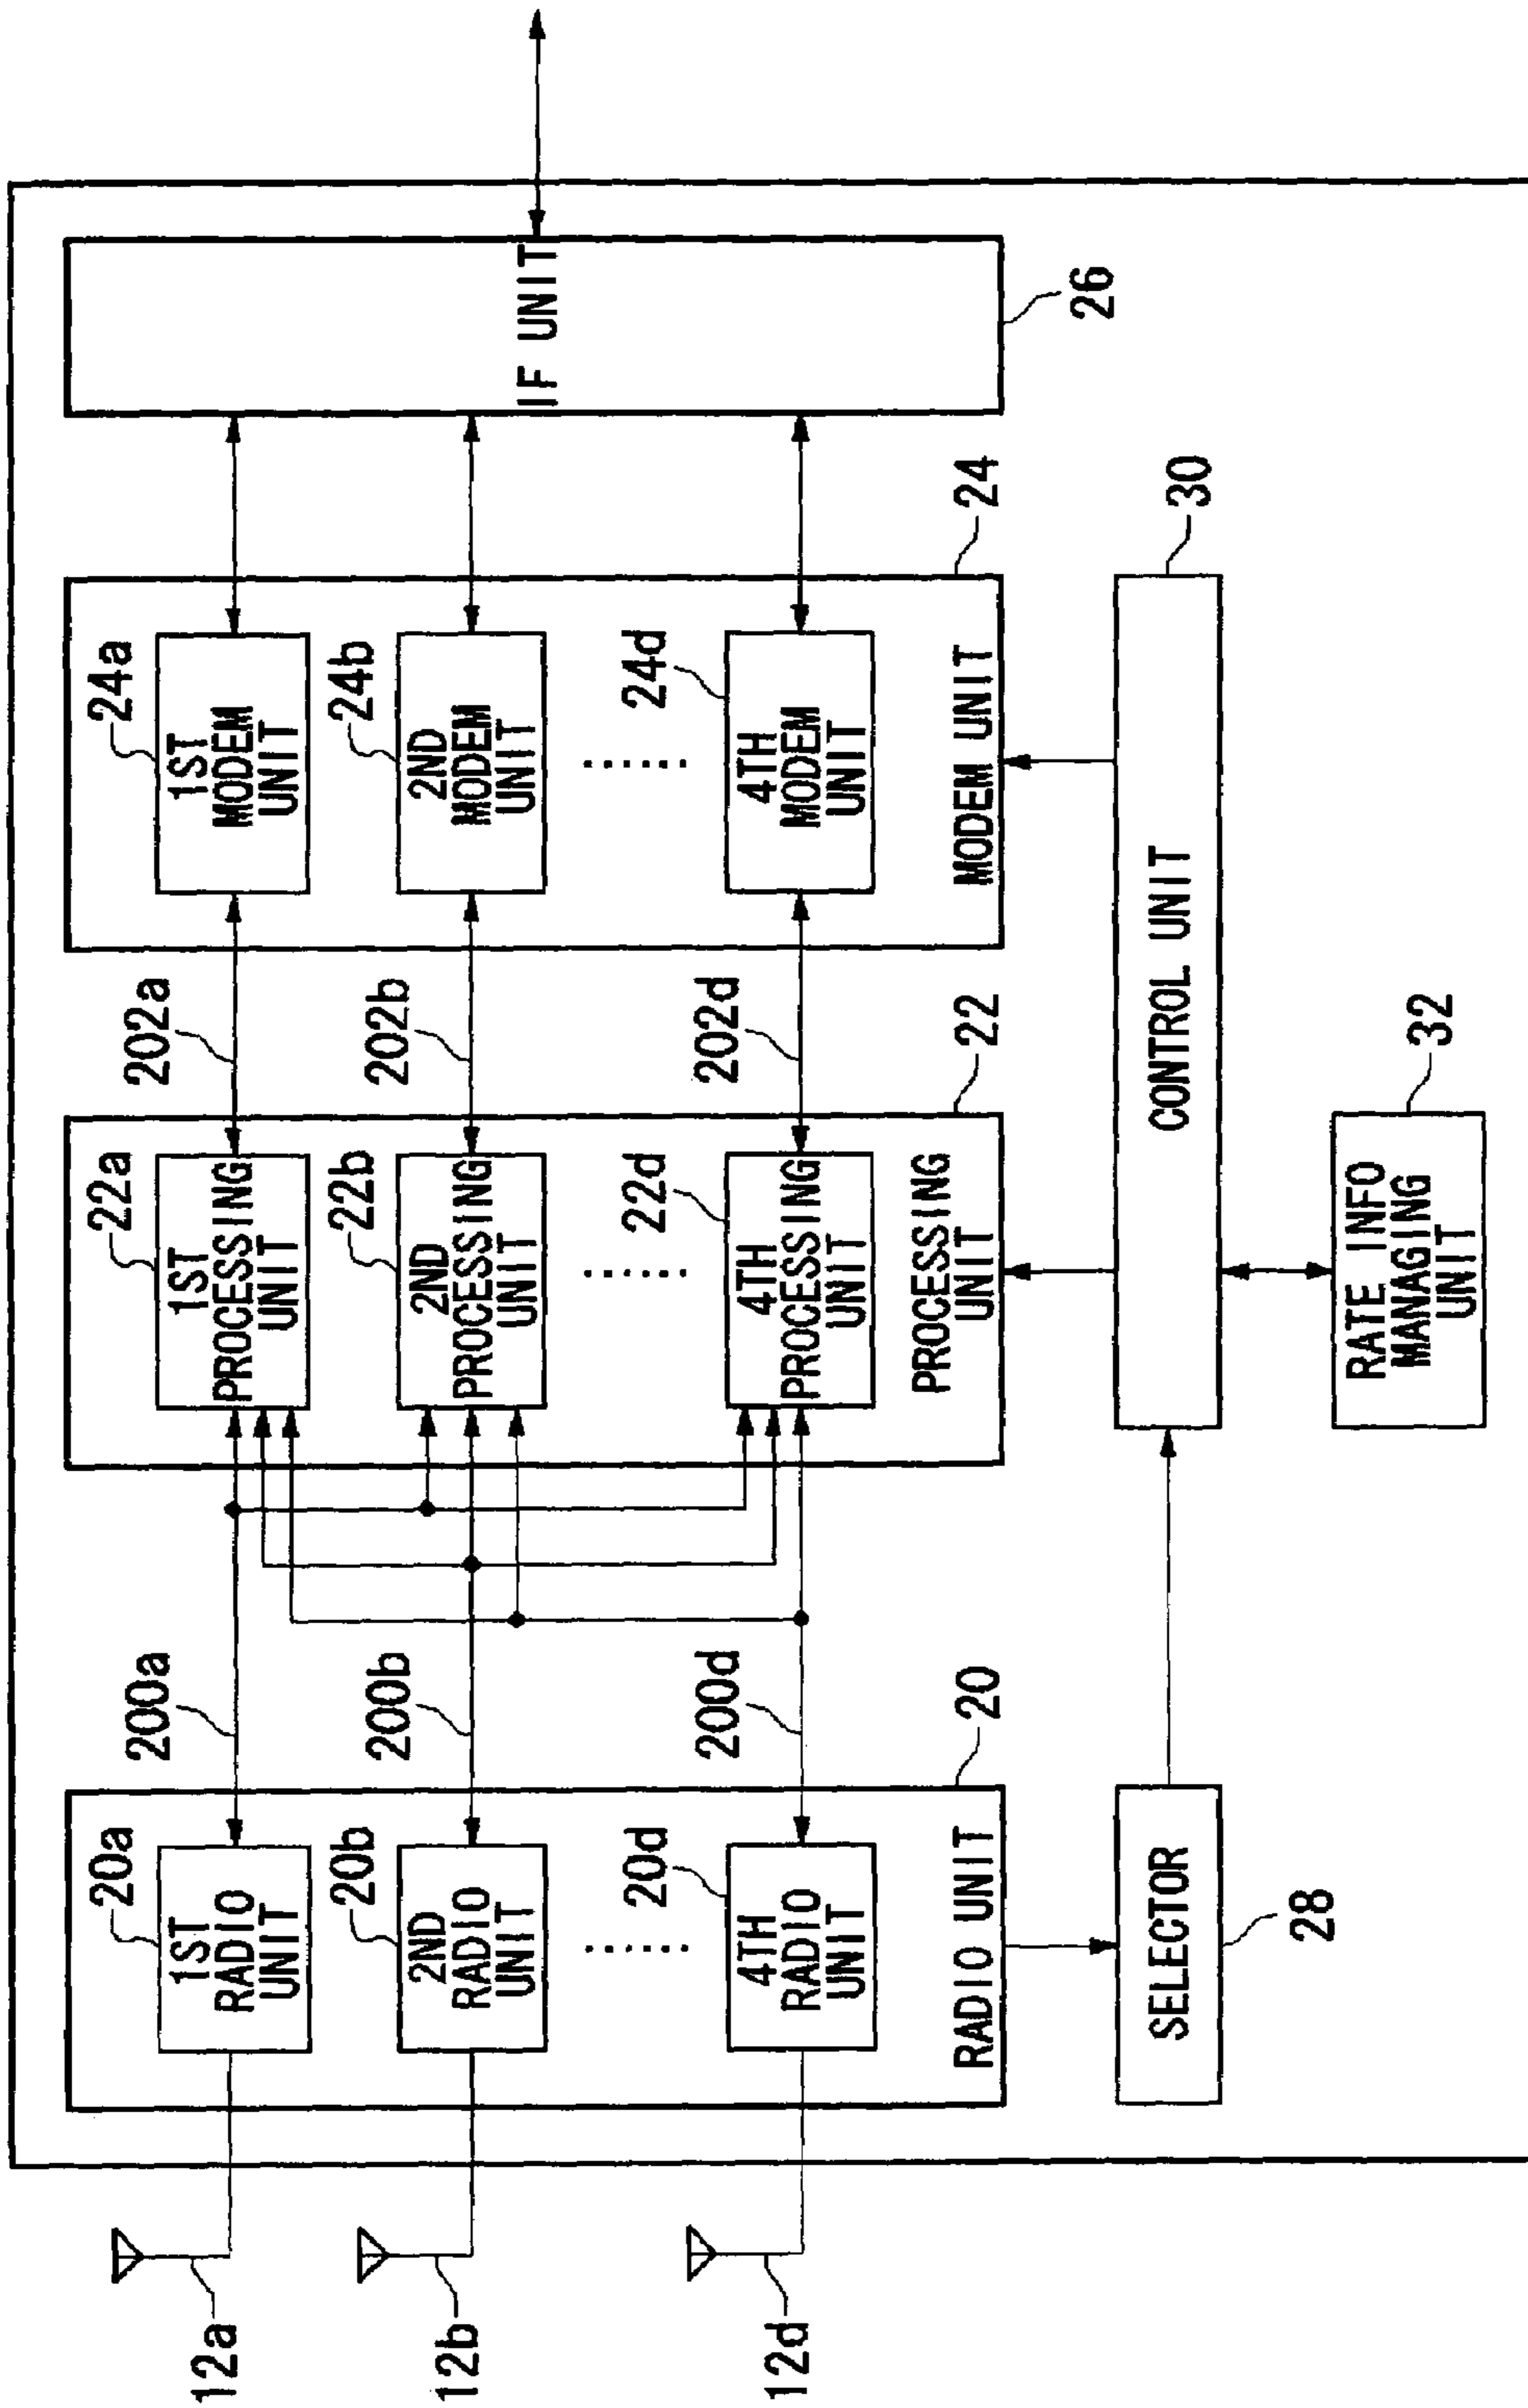 12a
12b
12d
20a
1ST
RADIO
UNIT
20b
2ND
RADIO
UNIT
......
20d
4TH
RADIO
UNIT
RADIO UNIT
20
200a
200b
200d
22a
1ST
PROCESSING
UNIT
22b
2ND
PROCESSING
UNIT
......
22d
4TH
PROCESSING
UNIT
PROCESSING
UNIT
22
202a
202b
202d
24a
1ST
MODEM
UNIT
24b
2ND
MODEM
UNIT
......
24d
4TH
MODEM
UNIT
MODEM UNIT
24
IF UNIT
26
SELECTOR
28
CONTROL UNIT
30
RATE INFO
MANAGING
UNIT
32